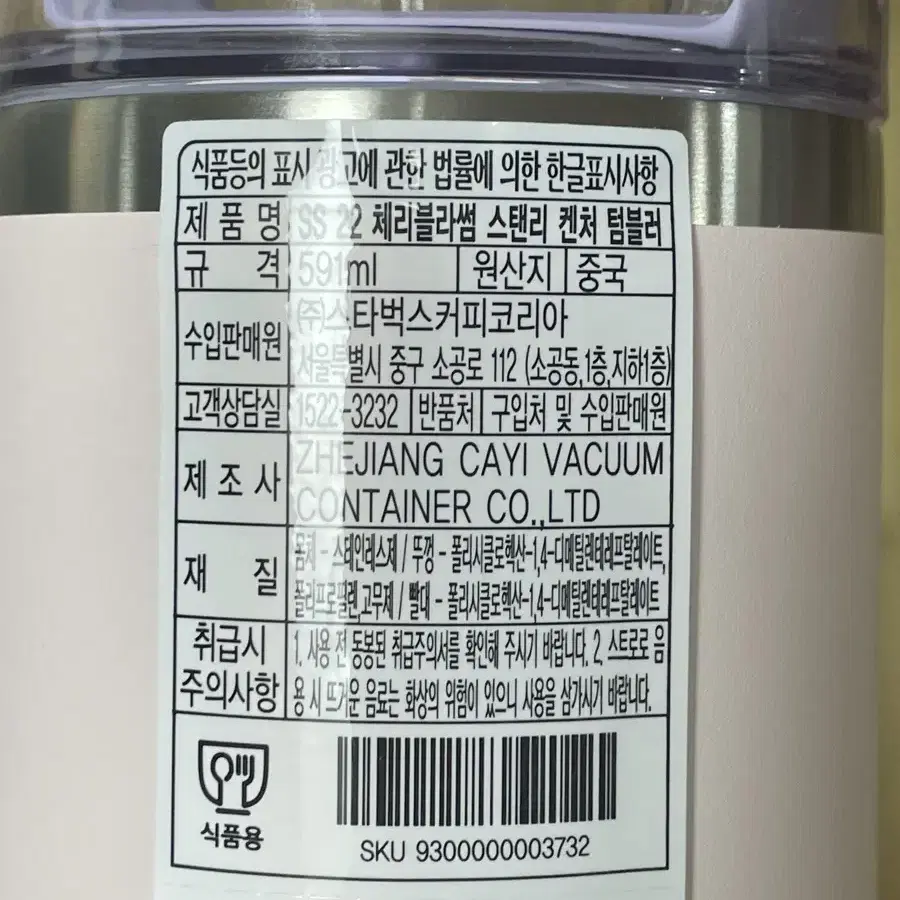 식품등의 표시 광고에 관한 법률에 의한 한글표시사항
제 품 명 SS 22 체리블라썸 스탠리 켄처 텀블러
규 격 591ml 원산지 중국
수입판매원 (주)스타벅스커피코리아
서울특별시 중구 소공로 112 (소공동,1층,지하1층)
고객상담실 1522-3232 반품처 구입처 및 수입판매원
제 조 사 ZHEJIANG CAYI VACUUM
CONTAINER CO.,LTD
재 질 몸체 - 스테인레스제 / 뚜껑 - 폴리시클로헥산-1,4-디메틸렌테레프탈레이트,
폴리프로필렌,고무제 / 빨대 - 폴리시클로헥산-1,4-디메틸렌테레프탈레이트
취급시
주의사항
1. 사용 전 동봉된 취급주의서를 확인해 주시기 바랍니다. 2. 스트로로 음
용 시 뜨거운 음료는 화상의 위험이 있으니 사용을 삼가시기 바랍니다.
식품용
SKU 9300000003732